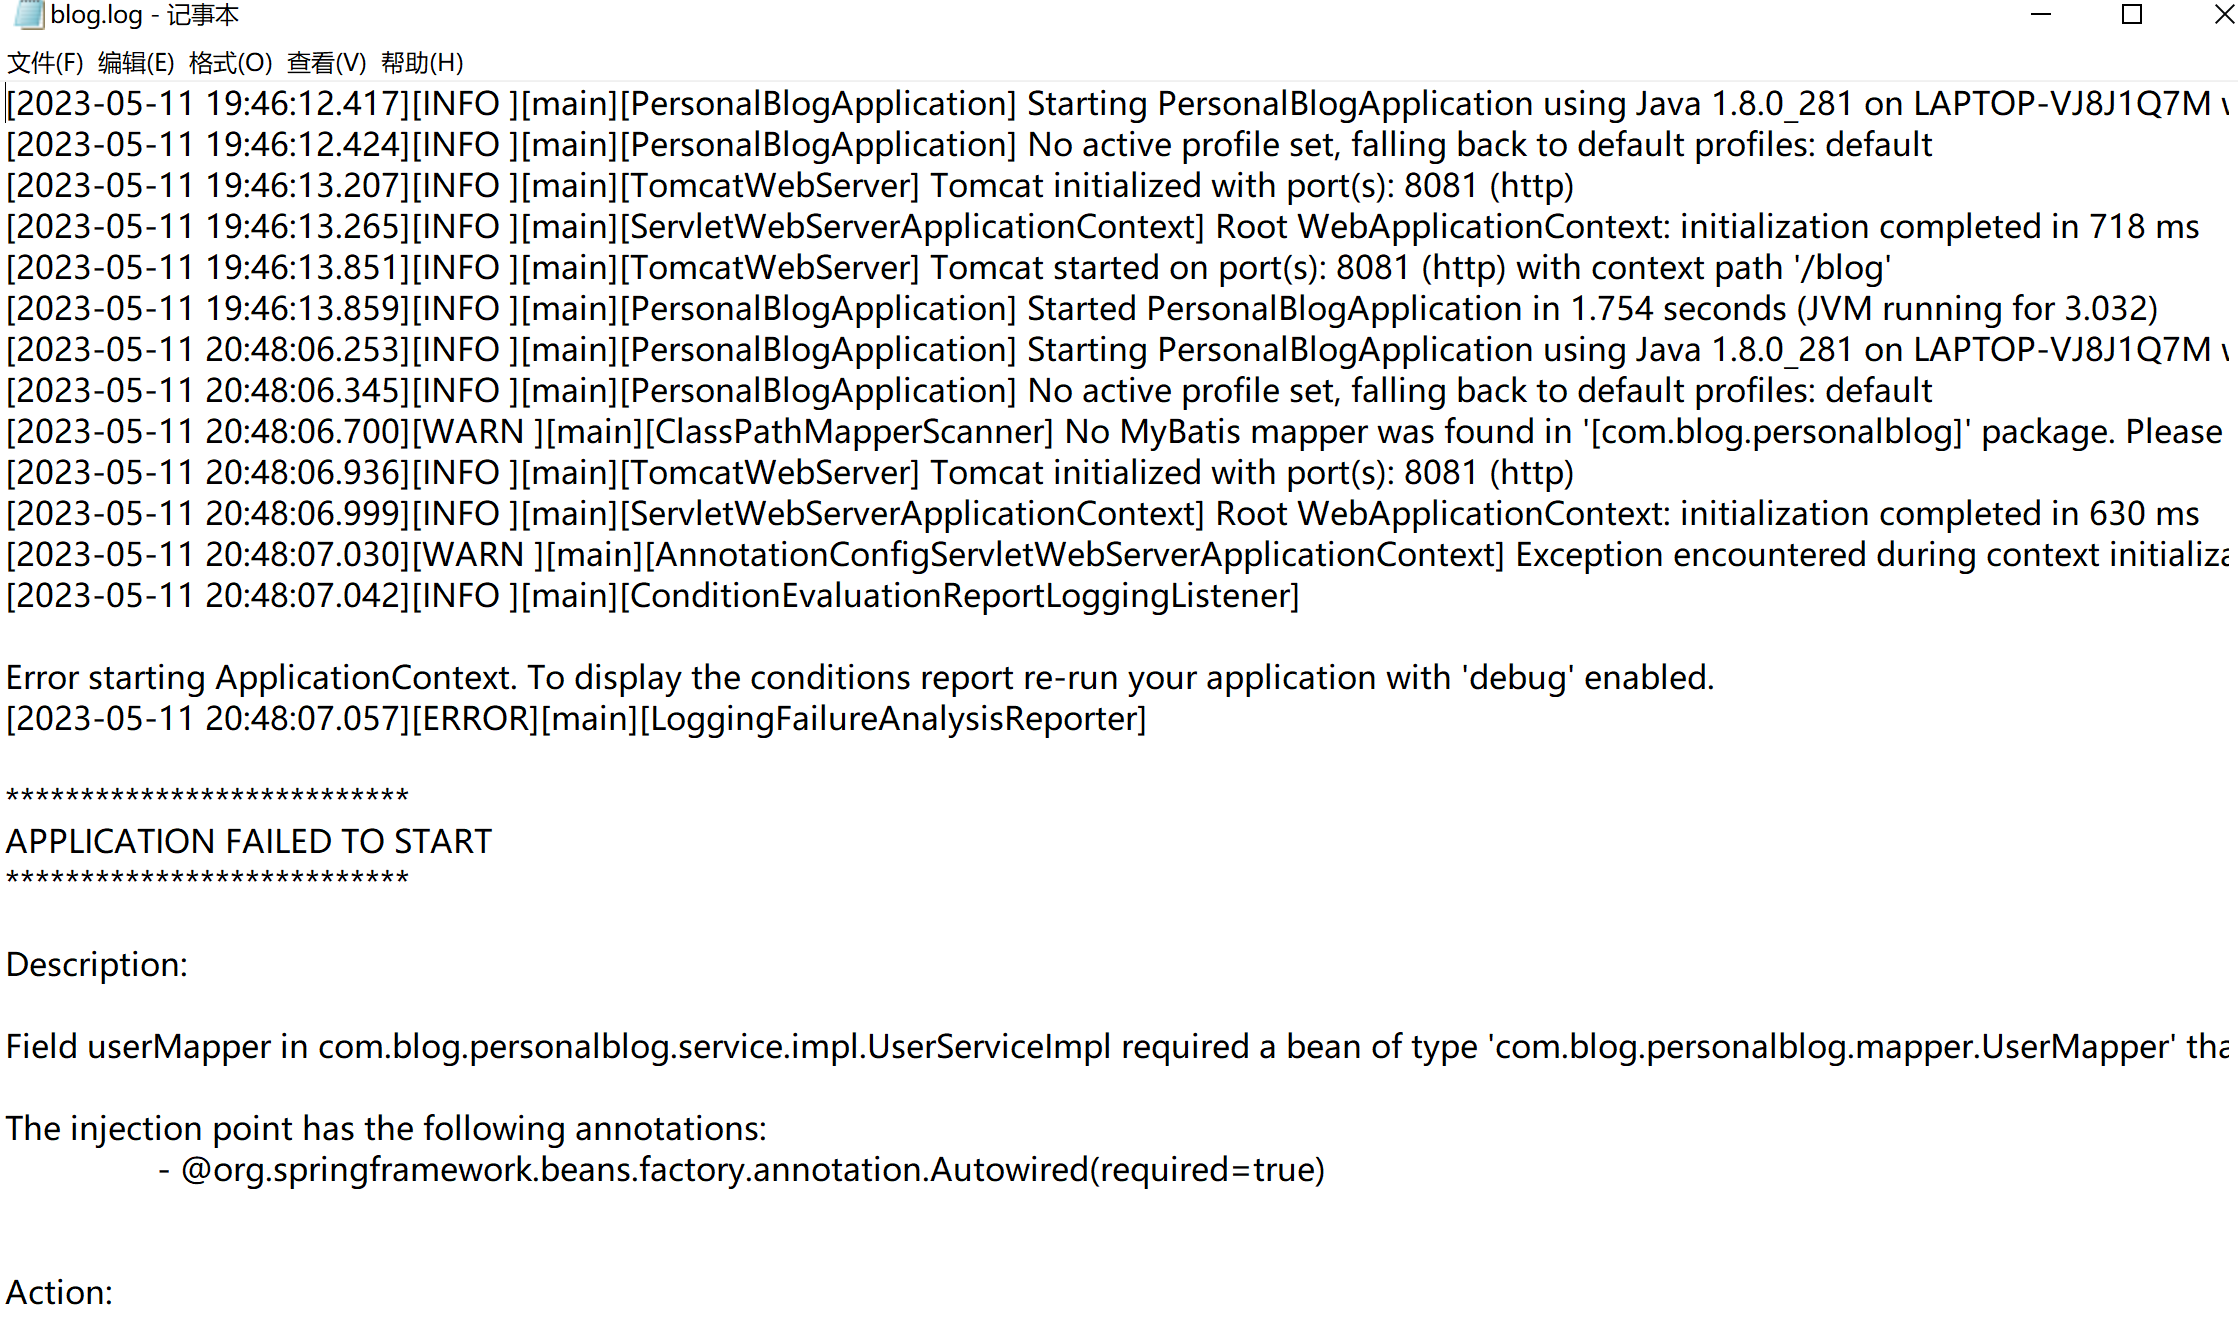 blog.log - 记事本
文件(F) 编辑(E) 格式(O) 查看(V) 帮助(H)
[2023-05-11 19:46:12.417][INFO ][main][PersonalBlogApplication] Starting PersonalBlogApplication using Java 1.8.0_281 on LAPTOP-VJ8J1Q7M
[2023-05-11 19:46:12.424][INFO ][main][PersonalBlogApplication] No active profile set, falling back to default profiles: default
[2023-05-11 19:46:13.207][INFO ][main][TomcatWebServer] Tomcat initialized with port(s): 8081 (http)
[2023-05-11 19:46:13.265][INFO ][main][ServletWebServerApplicationContext] Root WebApplicationContext: initialization completed in 718 ms
[2023-05-11 19:46:13.851][INFO ][main][TomcatWebServer] Tomcat started on port(s): 8081 (http) with context path '/blog'
[2023-05-11 19:46:13.859][INFO ][main][PersonalBlogApplication] Started PersonalBlogApplication in 1.754 seconds (JVM running for 3.032)
[2023-05-11 20:48:06.253][INFO ][main][PersonalBlogApplication] Starting PersonalBlogApplication using Java 1.8.0_281 on LAPTOP-VJ8J1Q7M
[2023-05-11 20:48:06.345][INFO ][main][PersonalBlogApplication] No active profile set, falling back to default profiles: default
[2023-05-11 20:48:06.700][WARN ][main][ClassPathMapperScanner] No MyBatis mapper was found in '[com.blog.personalblog]' package. Please
[2023-05-11 20:48:06.936][INFO ][main][TomcatWebServer] Tomcat initialized with port(s): 8081 (http)
[2023-05-11 20:48:06.999][INFO ][main][ServletWebServerApplicationContext] Root WebApplicationContext: initialization completed in 630 ms
[2023-05-11 20:48:07.030][WARN ][main][AnnotationConfigServletWebServerApplicationContext] Exception encountered during context initializa
[2023-05-11 20:48:07.042][INFO ][main][ConditionEvaluationReportLoggingListener]
Error starting ApplicationContext. To display the conditions report re-run your application with 'debug' enabled.
[2023-05-11 20:48:07.057][ERROR][main][LoggingFailureAnalysisReporter]
***************************
APPLICATION FAILED TO START
***************************
Description:
Field userMapper in com.blog.personalblog.service.impl.UserServiceImpl required a bean of type 'com.blog.personalblog.mapper.UserMapper' tha
The injection point has the following annotations:
- @org.springframework.beans.factory.annotation.Autowired(required=true)
Action: